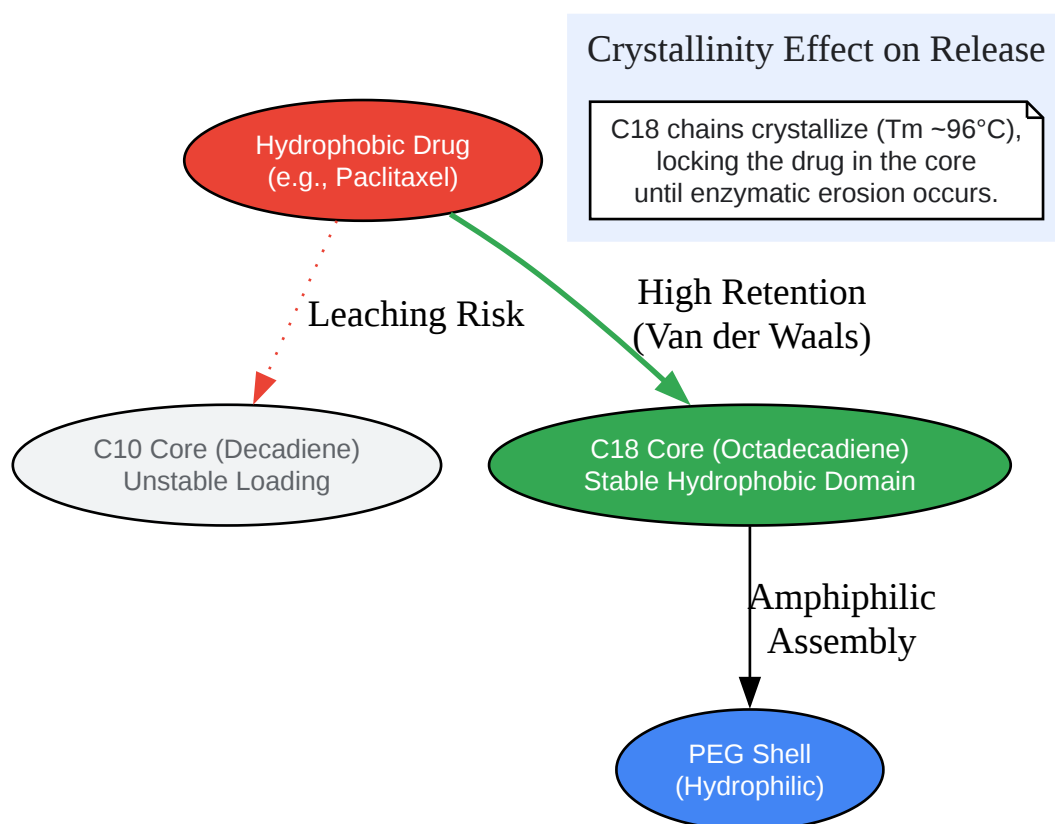 Crystallinity Effect on Release
C18 chains crystallize (Tm ~96°C),
locking the drug in the core
until enzymatic erosion occurs.
Hydrophobic Drug
(e.g., Paclitaxel)
Leaching Risk
High Retention
(Van der Waals)
C10 Core (Decadiene)
Unstable Loading
C18 Core (Octadecadiene)
Stable Hydrophobic Domain
Amphiphilic
Assembly
PEG Shell
(Hydrophilic)